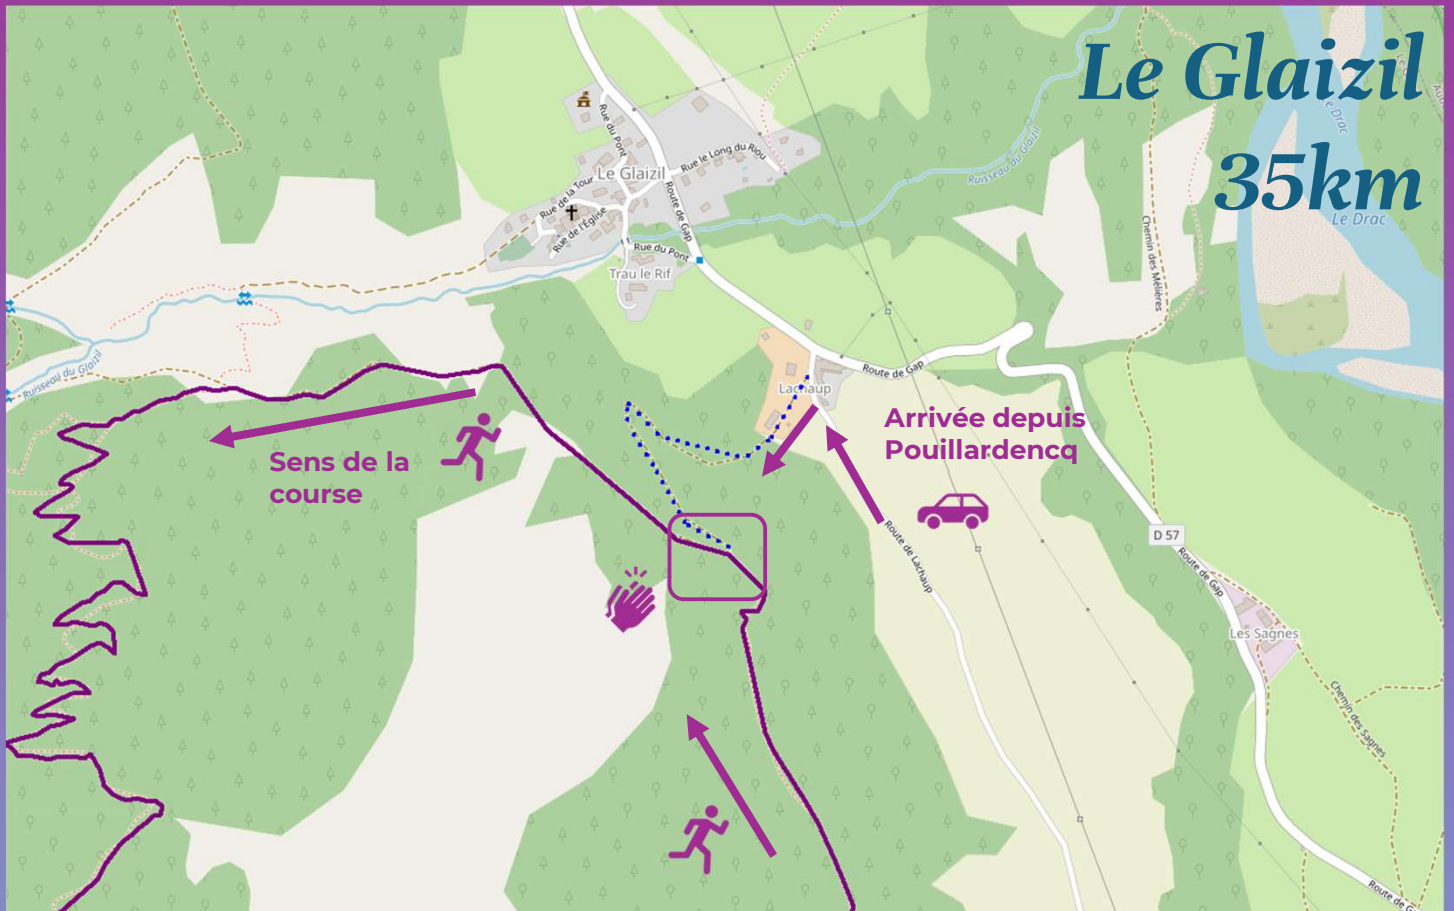 Le Glaizil
35km
Le Drac
Le Drac
Rue du Pont
Le Glaizil
Rue le Long du Riou
Ruisseau du Glaizil
Rue de la Tour
Rue de l'Église
Route de Gap
Rue du Pont
Trau le Rif
Chemin des Mélières
Ruisseau du Glaizil
Route de Gap
Lachaup
Arrivée depuis
Pouillardencq
Sens de la
course
Route de Lachaup
D 57
Route de Gap
Les Sagnes
Chemin des Sagnes
Route de G